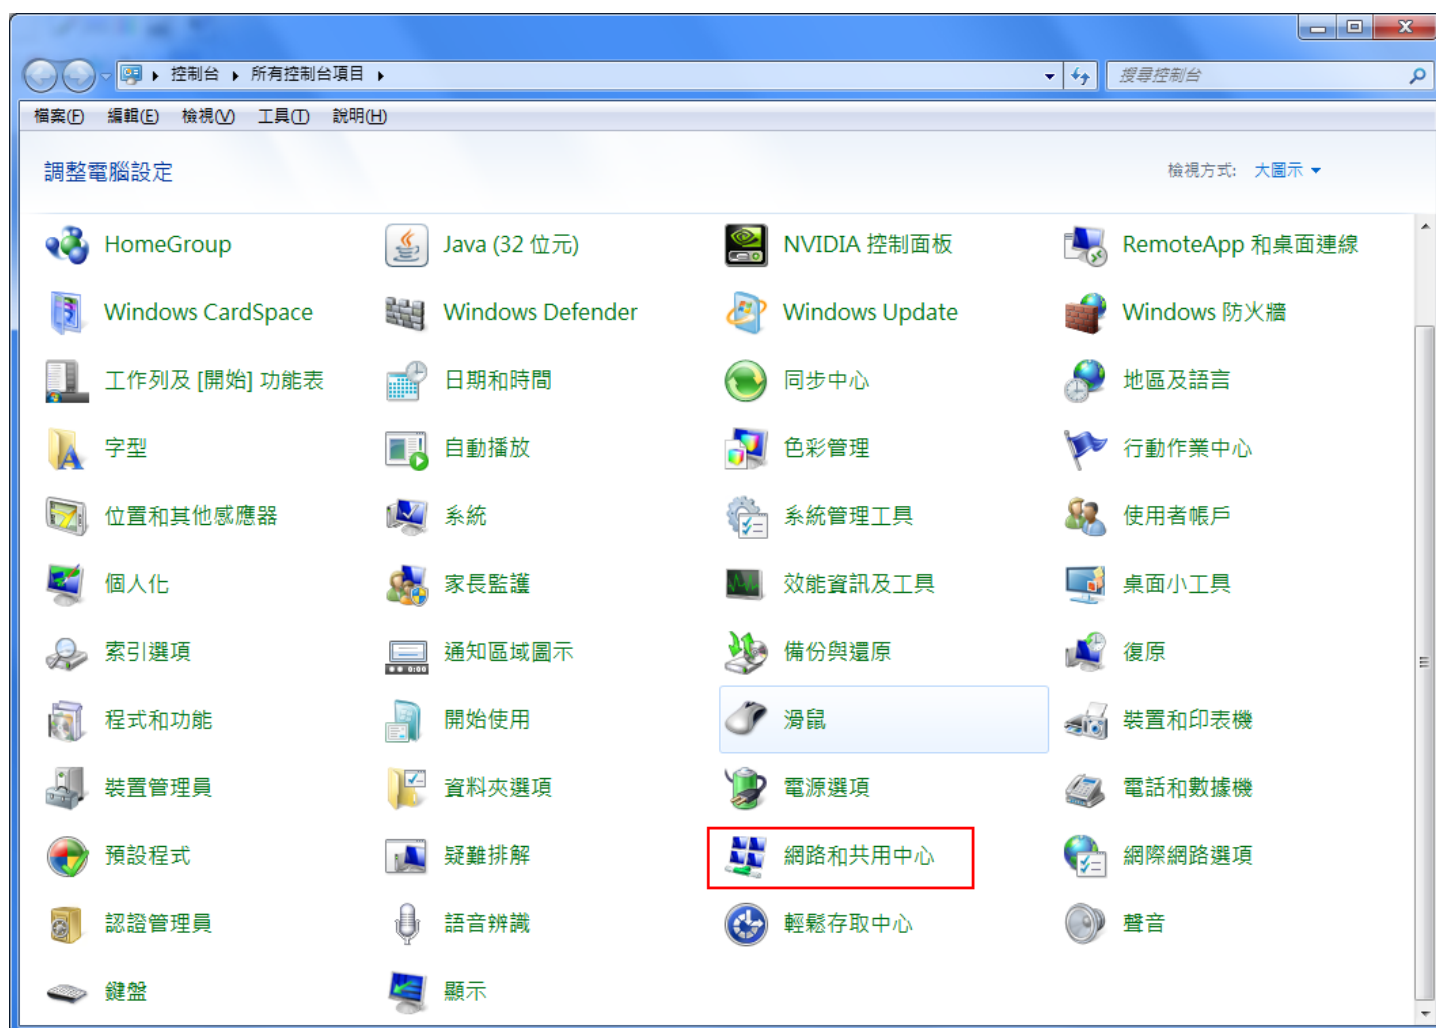 控制台 ▸ 所有控制台項目 ▸
搜尋控制台
檔案(F) 編輯(E) 檢視(V) 工具(T) 說明(H)
調整電腦設定
檢視方式: 大圖示
HomeGroup
Java (32 位元)
NVIDIA 控制面板
RemoteApp 和桌面連線
Windows CardSpace
Windows Defender
Windows Update
Windows 防火牆
工作列及 [開始] 功能表
日期和時間
同步中心
地區及語言
字型
自動播放
色彩管理
行動作業中心
位置和其他感應器
系統
系統管理工具
使用者帳戶
個人化
家長監護
效能資訊及工具
桌面小工具
索引選項
通知區域圖示
備份與還原
復原
程式和功能
開始使用
滑鼠
裝置和印表機
裝置管理員
資料夾選項
電源選項
電話和數據機
預設程式
疑難排解
網路和共用中心
網際網路選項
認證管理員
語音辨識
輕鬆存取中心
聲音
鍵盤
顯示